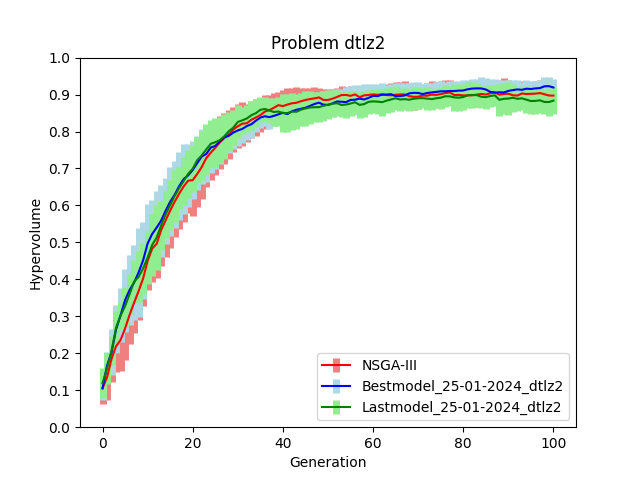 Problem dtlz2
1.0
0.9
0.8
0.7
0.6
0.5
0.4
0.3
0.2
0.1
0.0
Hypervolume
NSGA-III
Bestmodel_25-01-2024_dtlz2
Lastmodel_25-01-2024_dtlz2
0 20 40 60 80 100
Generation